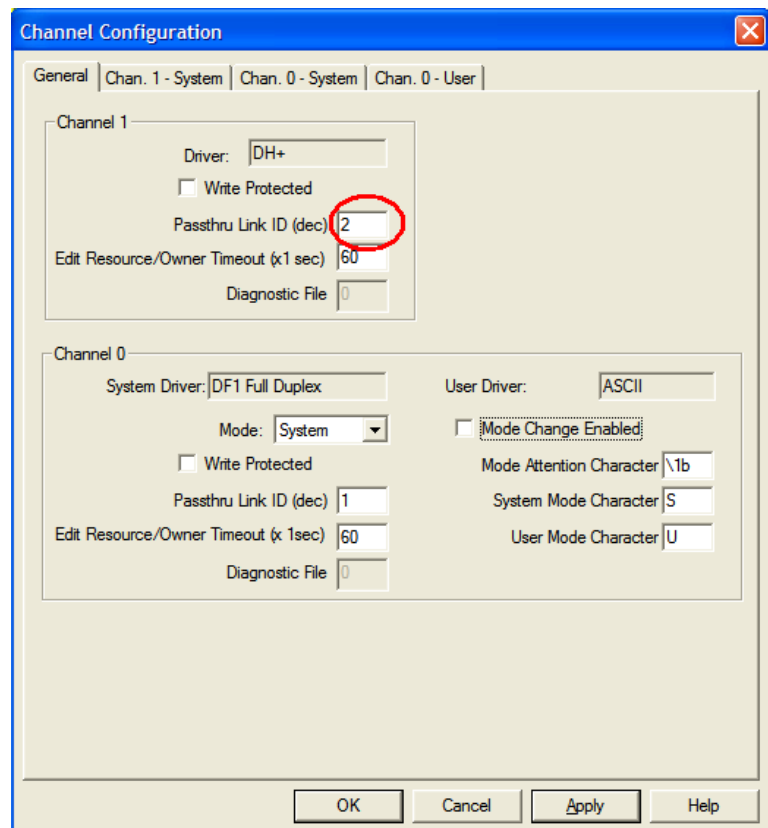 Channel Configuration
General Chan. 1 - System Chan. 0 - System Chan. 0 - User
Channel 1
Driver: DH+
Write Protected
Passthru Link ID (dec) 2
Edit Resource/Owner Timeout (x1 sec) 60
Diagnostic File 0
Channel 0
System Driver: DF1 Full Duplex User Driver: ASCII
Mode: System Mode Change Enabled
Write Protected Mode Attention Character \1b
Passthru Link ID (dec) 1 System Mode Character S
Edit Resource/Owner Timeout (x 1sec) 60 User Mode Character U
Diagnostic File 0
OK Cancel Apply Help